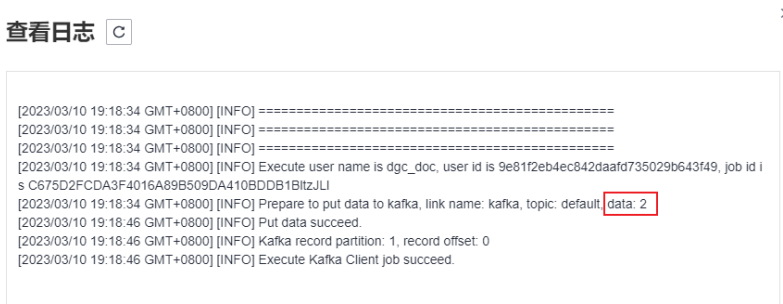 查看日志
[2023/03/10 19:18:34 GMT+0800] [INFO] ===============================================
[2023/03/10 19:18:34 GMT+0800] [INFO] ===============================================
[2023/03/10 19:18:34 GMT+0800] [INFO] ===============================================
[2023/03/10 19:18:34 GMT+0800] [INFO] Execute user name is dgc_doc, user id is 9e81f2eb4ec842daafd735029b643f49, job id i
s C675D2FCDA3F4016A89B509DA410BDDB1BltzJLI
[2023/03/10 19:18:34 GMT+0800] [INFO] Prepare to put data to kafka, link name: kafka, topic: default, data: 2
[2023/03/10 19:18:46 GMT+0800] [INFO] Put data succeed.
[2023/03/10 19:18:46 GMT+0800] [INFO] Kafka record partition: 1, record offset: 0
[2023/03/10 19:18:46 GMT+0800] [INFO] Execute Kafka Client job succeed.